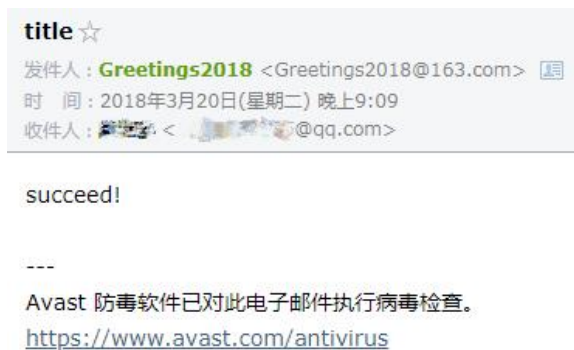 title ☆
发件人：Greetings2018 <Greetings2018@163.com>
时 间：2018年3月20日(星期二) 晚上9:09
收件人： < @qq.com>
succeed!
---
Avast 防毒软件已对此电子邮件执行病毒检查。
https://www.avast.com/antivirus